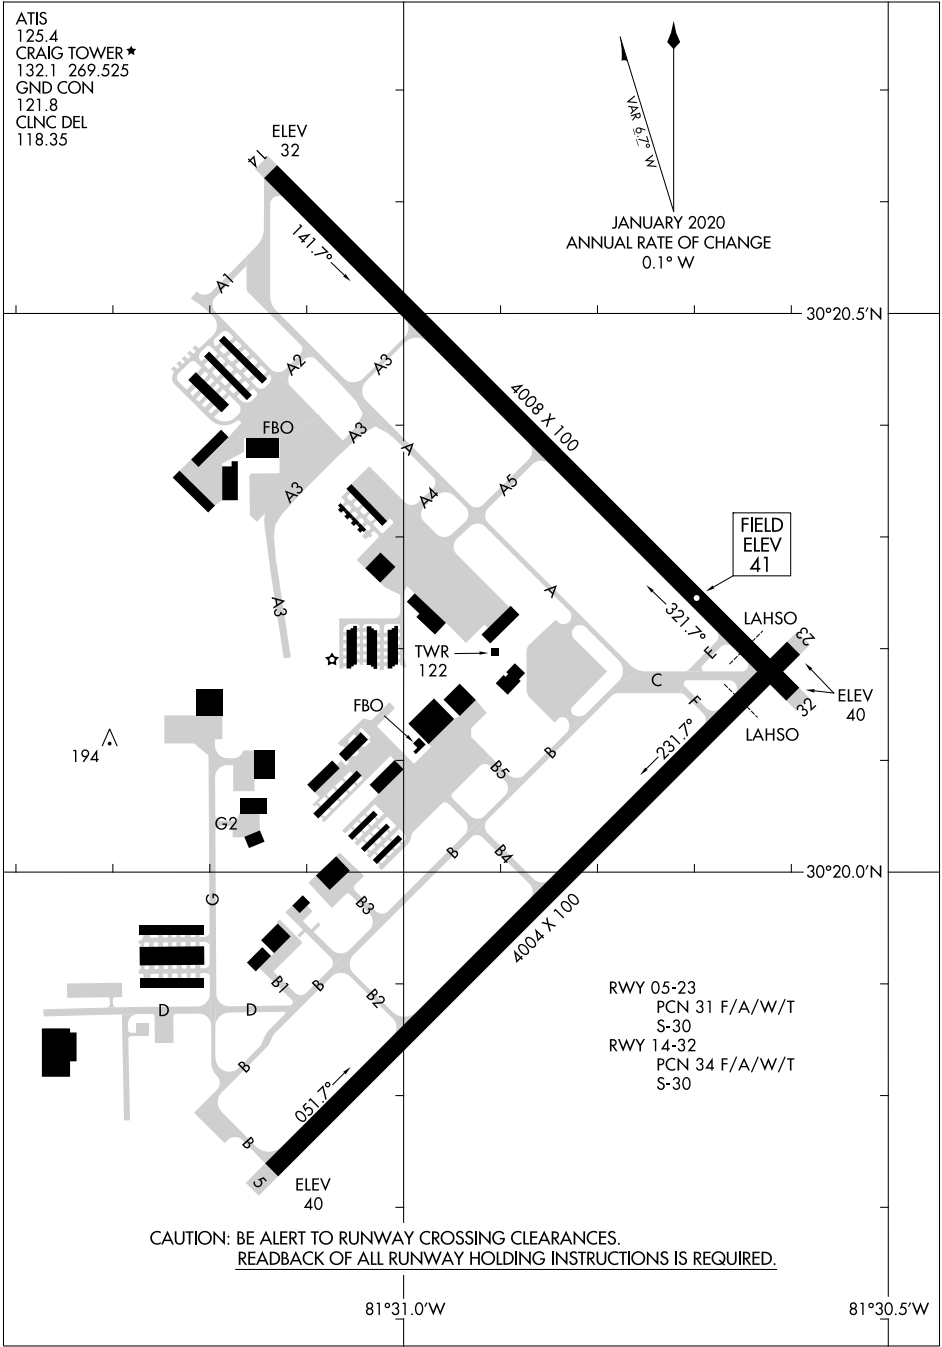 ATIS
125.4
CRAIG TOWER★
132.1 269.525
GND CON
121.8
CLNC DEL
118.35
VAR 6.7° W
JANUARY 2020
ANNUAL RATE OF CHANGE
0.1° W
ELEV
32
14
141.7°
A1
30°20.5'N
A2
A3
4008 X 100
FBO
A3
A
A3
A4
A5
FIELD
ELEV
41
A3
A
321.7°
E
LAHSO
23
TWR
122
C
F
ELEV
40
32
LAHSO
FBO
231.7°
194
B
B5
G2
B
B4
30°20.0'N
G
B3
4004 X 100
B1
B
B2
D
D
RWY 05-23
PCN 31 F/A/W/T
S-30
RWY 14-32
PCN 34 F/A/W/T
S-30
B
051.7°
B
5
ELEV
40
CAUTION: BE ALERT TO RUNWAY CROSSING CLEARANCES.
READBACK OF ALL RUNWAY HOLDING INSTRUCTIONS IS REQUIRED.
81°31.0'W
81°30.5'W